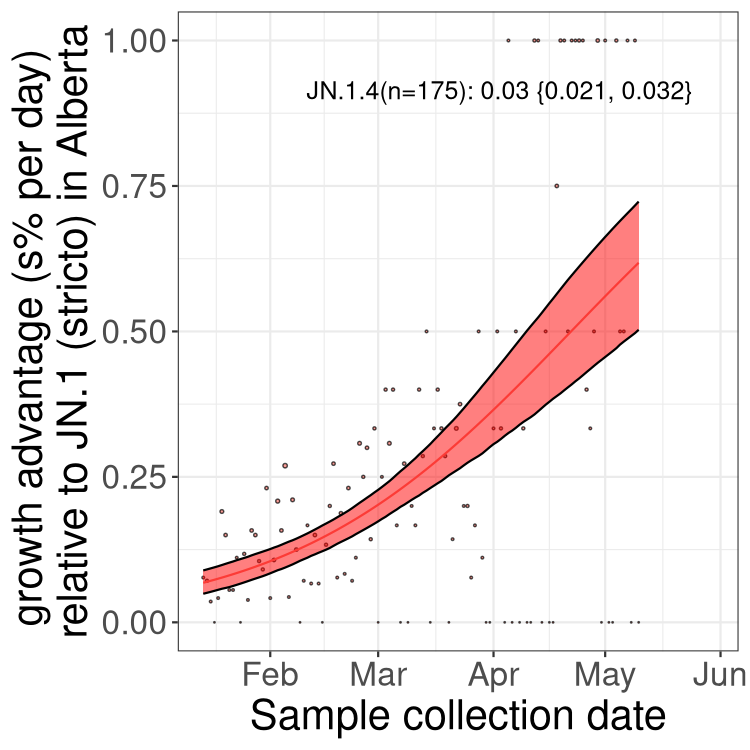 growth advantage (s% per day)
relative to JN.1 (stricto) in Alberta
1.00
0.75
0.50
0.25
0.00
JN.1.4(n=175): 0.03 {0.021, 0.032}
Feb Mar Apr May Jun
Sample collection date